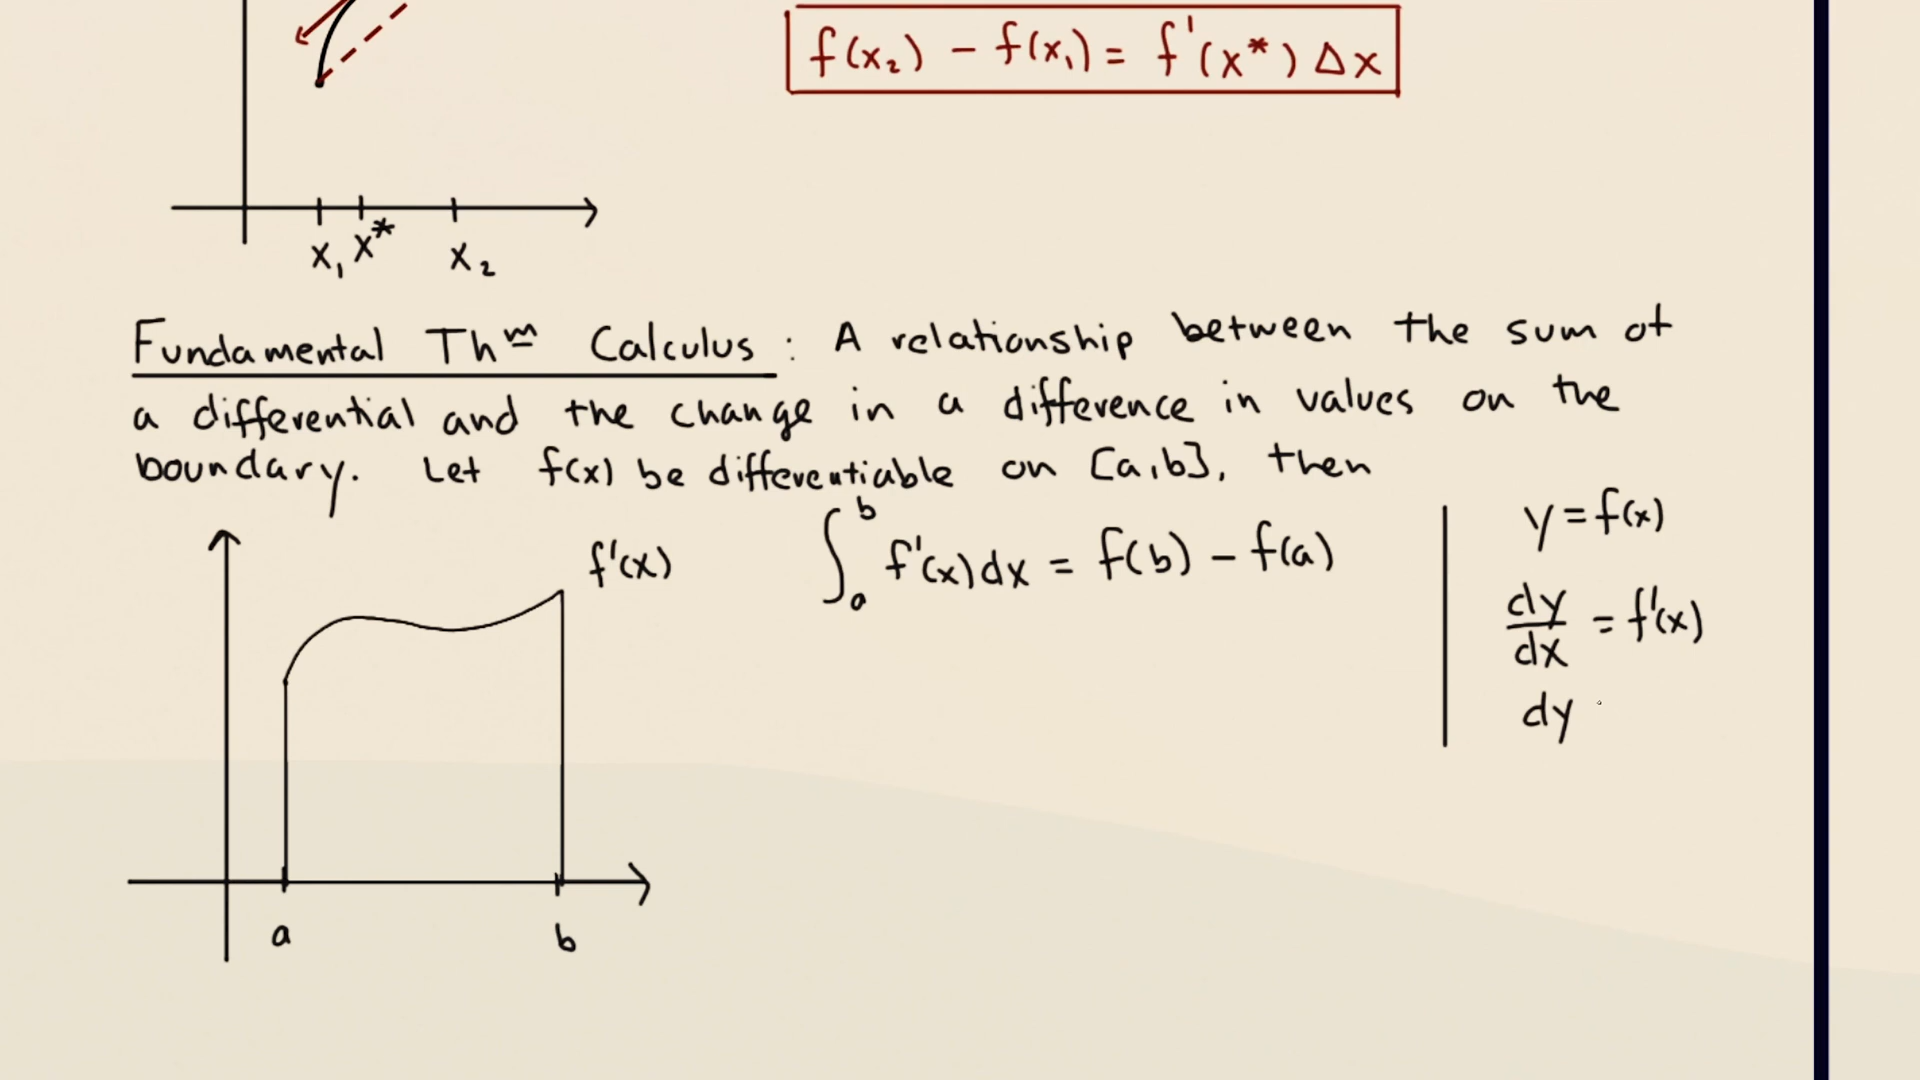 f(x₂) - f(x₁) = f'(x*) Δx
x₁ x* x₂
Fundamental Thm Calculus : A relationship between the sum of
a differential and the change in a difference in values on the
boundary. Let f(x) be differentiable on [a,b], then
f'(x)
∫ₐᵇ f'(x)dx = f(b) - f(a)
y = f(x)
dy/dx = f'(x)
dy
a b